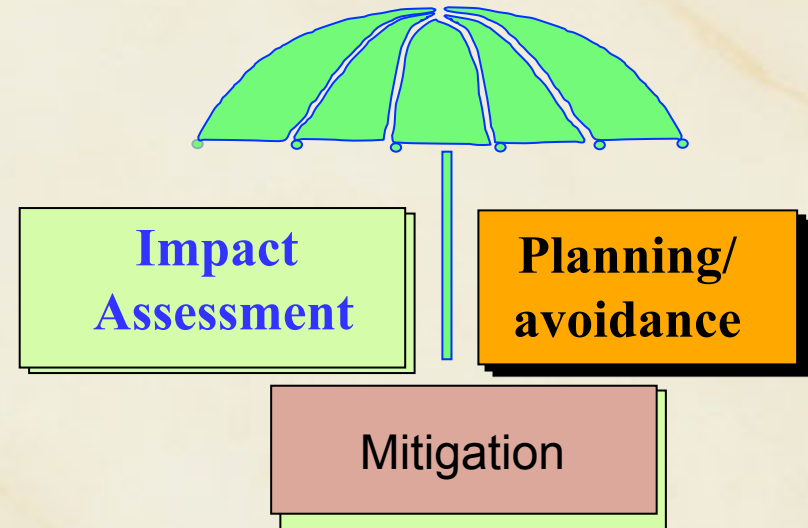 Impact
Assessment
Planning/
avoidance
Mitigation